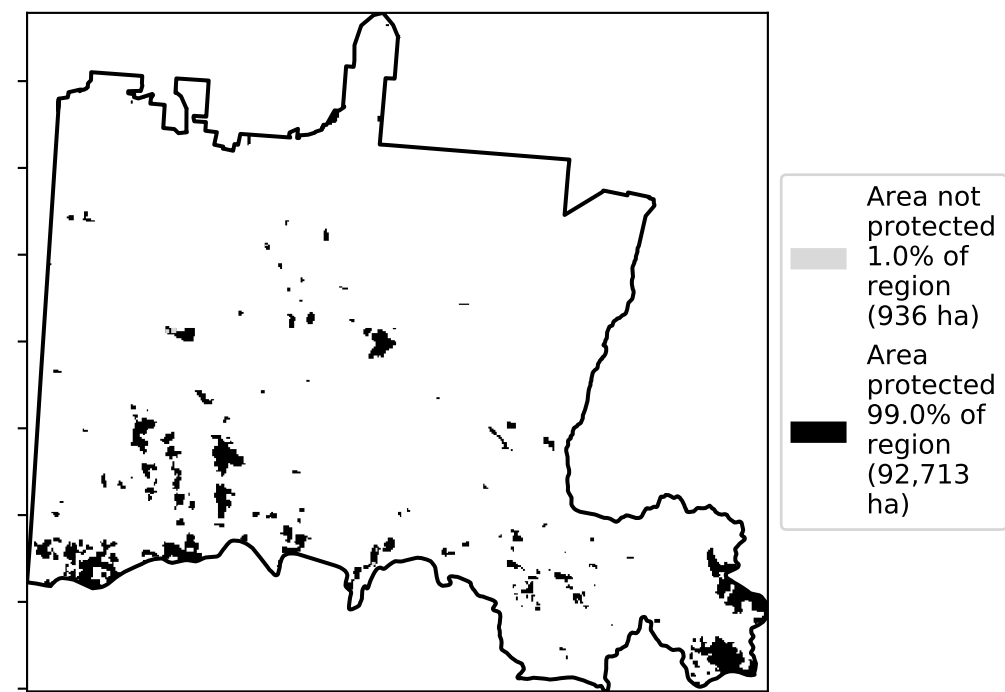 Area not
protected
1.0% of
region
(936 ha)
Area
protected
99.0% of
region
(92,713
ha)